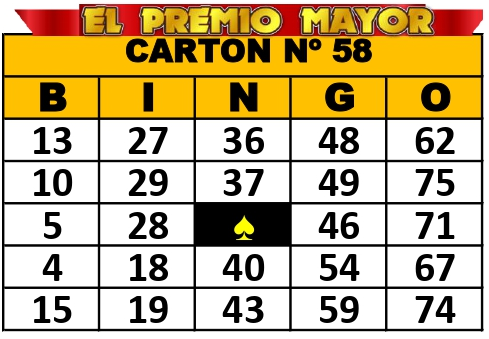 EL PREMIO MAYOR
CARTON Nº 58
B I N G O
13 27 36 48 62
10 29 37 49 75
5 28 ♠ 46 71
4 18 40 54 67
15 19 43 59 74